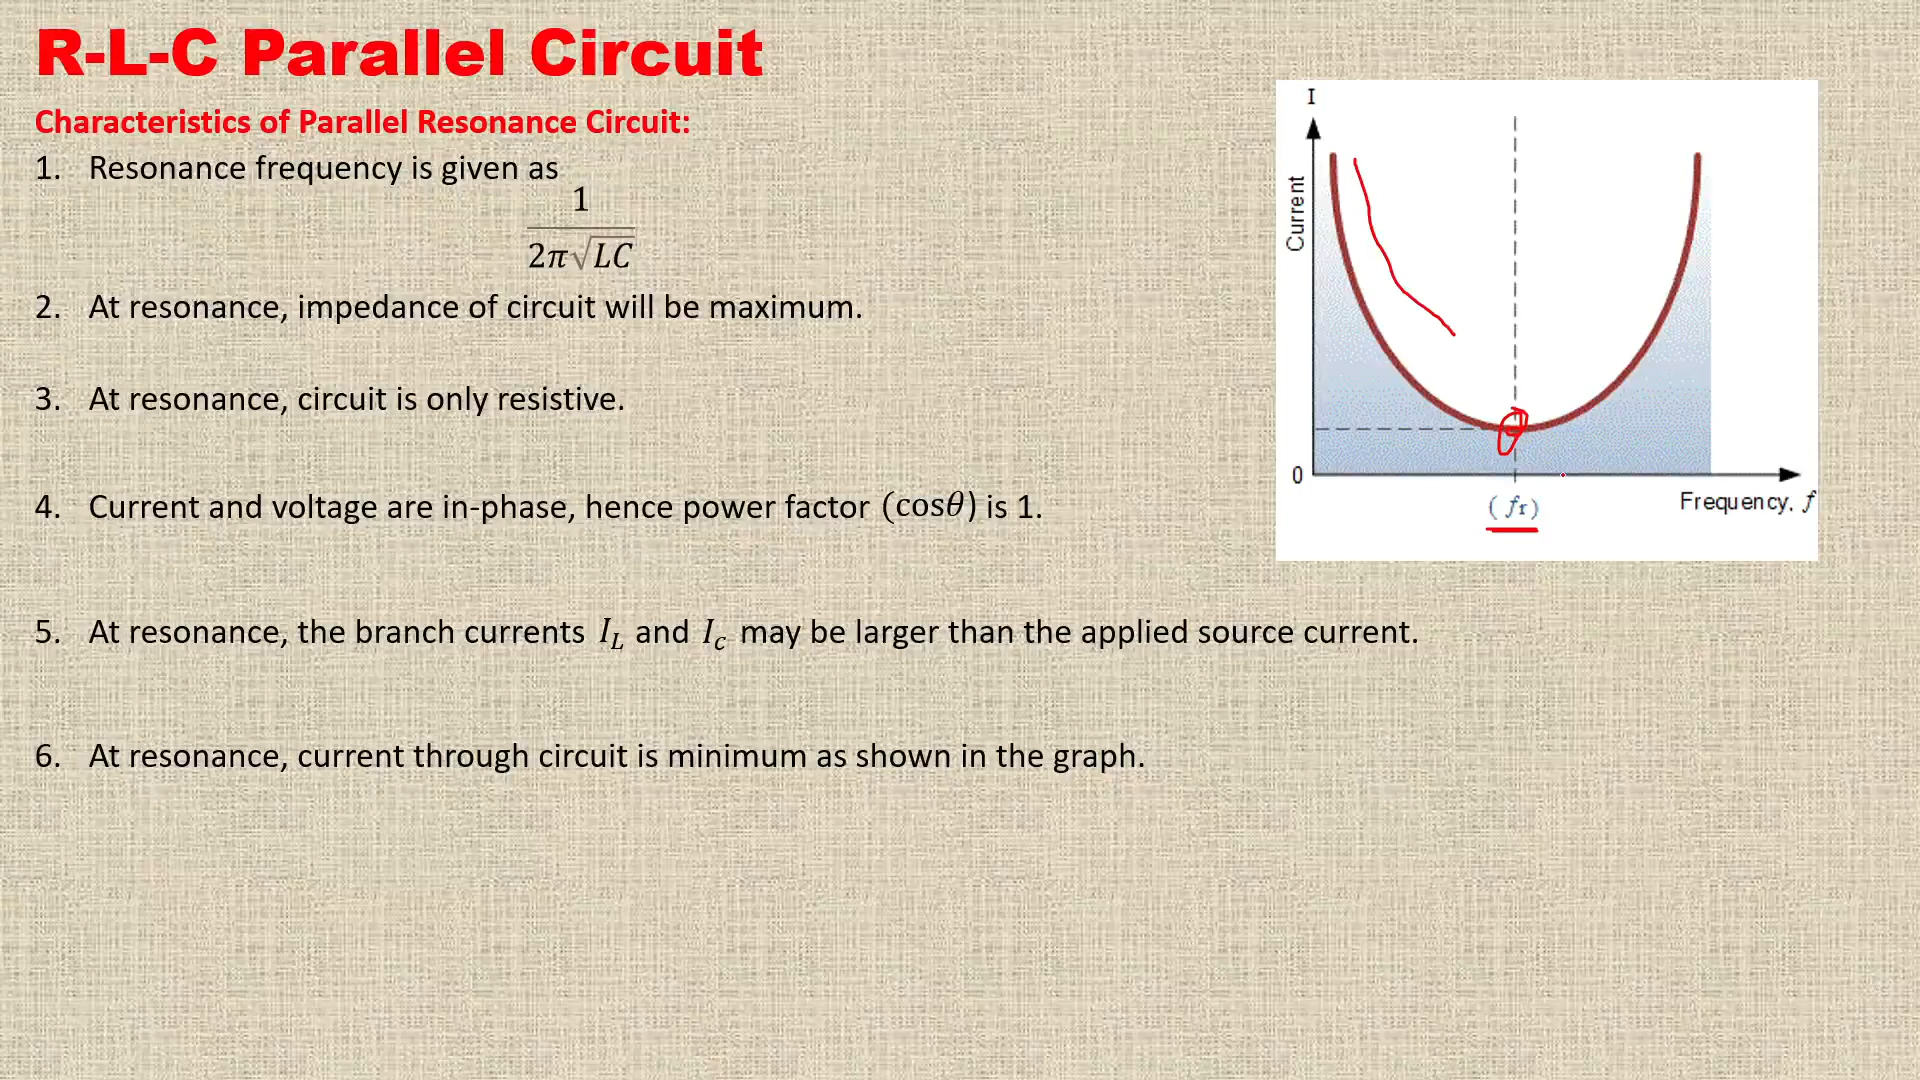 R-L-C Parallel Circuit
Characteristics of Parallel Resonance Circuit:
1. Resonance frequency is given as
1
2π√LC
2. At resonance, impedance of circuit will be maximum.
3. At resonance, circuit is only resistive.
4. Current and voltage are in-phase, hence power factor (cosθ) is 1.
5. At resonance, the branch currents I_L and I_c may be larger than the applied source current.
6. At resonance, current through circuit is minimum as shown in the graph.
I
Current
0
(fr)
Frequency, f